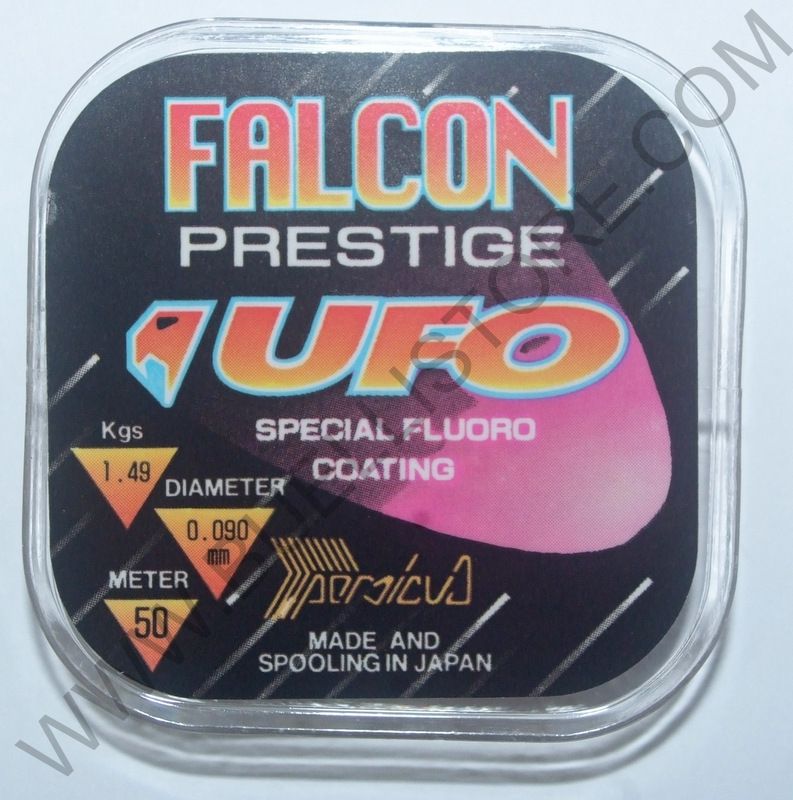 FALCON
PRESTIGE
UFO
SPECIAL FLUORO
COATING
Kgs
1.49
DIAMETER
0.090
mm
METER
50
persicus
MADE AND
SPOOLING IN JAPAN